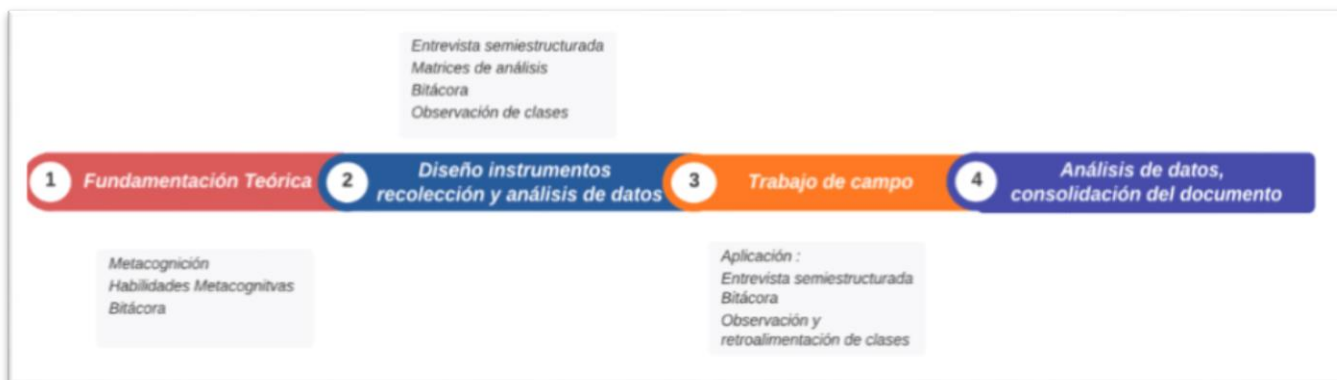 Entrevista semiestructurada
Matrices de análisis
Bitácora
Observación de clases
1 Fundamentación Teórica
2 Diseño instrumentos
recolección y análisis de datos
3 Trabajo de campo
4 Análisis de datos,
consolidación del documento
Metacognición
Habilidades Metacognitvas
Bitácora
Aplicación :
Entrevista semiestructurada
Bitácora
Observación y
retroalimentación de clases